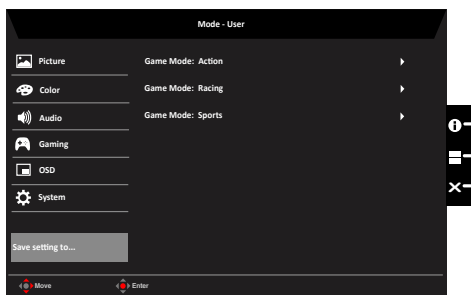 Mode - User
Picture
Color
Audio
Gaming
OSD
System
Save setting to...
Game Mode: Action
Game Mode: Racing
Game Mode: Sports
Move
Enter